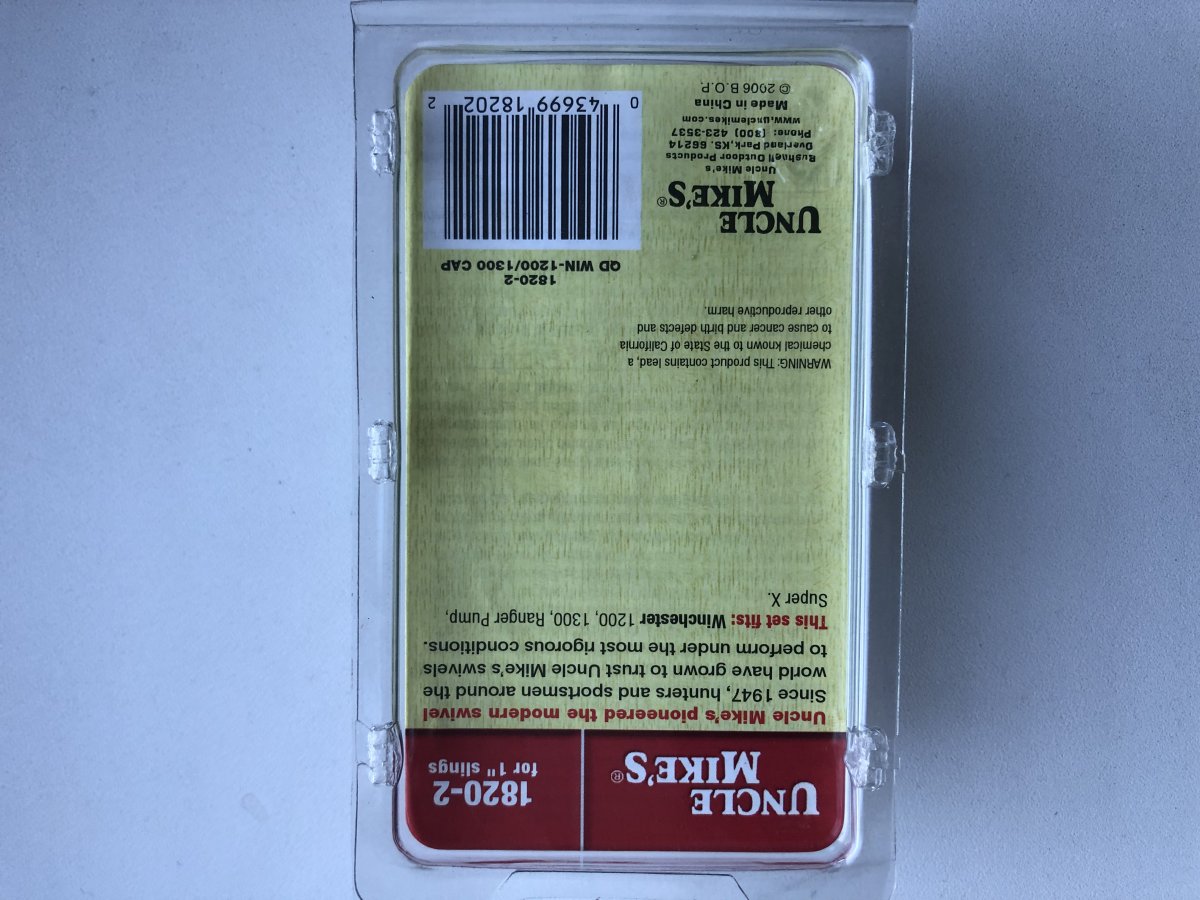 UNCLE
MIKE'S®
1820-2
for 1" slings
Uncle Mike's pioneered the modern swivel
Since 1947, hunters and sportsmen around the
world have grown to trust Uncle Mike's swivels
to perform under the most rigorous conditions.
This set fits: Winchester 1200, 1300, Ranger Pump,
Super X.
WARNING: This product contains lead, a
chemical known to the State of California
to cause cancer and birth defects and
other reproductive harm.
1820-2
QD WIN-1200/1300 CAP
0 43699 18202 2
UNCLE
MIKE'S®
Uncle Mike's
Bushnell Outdoor Products
Overland Park, KS. 66214
Phone: (800) 423-3537
www.unclemikes.com
Made in China
© 2006 B.O.P.